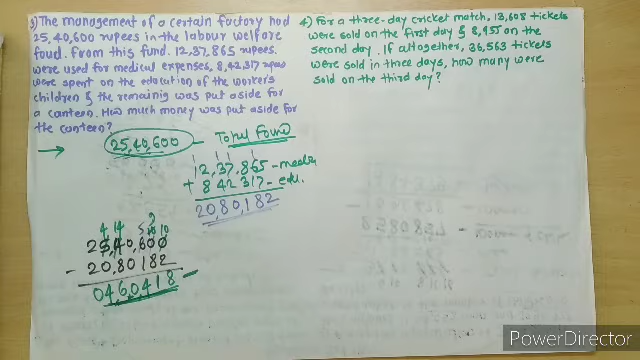 3) The management of a certain factory had
25,40,600 rupees in the labour welfare
foud. From this fund. 12,37,865 rupees.
were used for medical expenses, 8,42,317 rupees
were spent on the education of the workers
children & the remaining was put aside for
a canteen. How much money was put aside for
the canteen?
→ 25,40,600 - Total Found
12,37,865 - media
+ 8 42 317 - edu.
20,80,182
25,40,600
- 20,80182
04,60,418 -
4) For a three-day cricket match, 13,608 tickets
were sold on the first day & 8,955 on the
second day. If altogether, 36,563 tickets
were sold in three days, how many were
sold on the third day?
PowerDirector